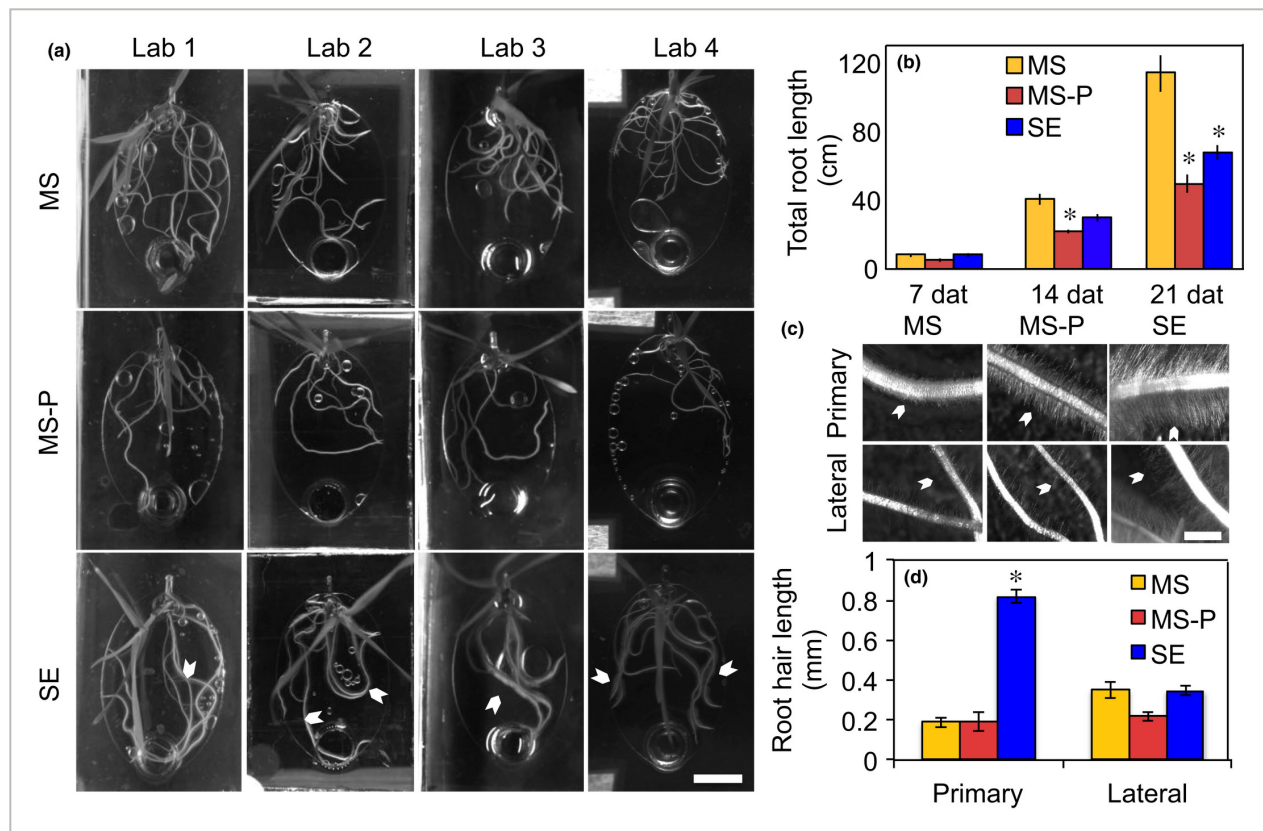 (a)
Lab 1
Lab 2
Lab 3
Lab 4
MS
MS-P
SE
(b)
MS
MS-P
SE
Total root length
(cm)
120
80
40
0
*
*
*
7 dat
14 dat
21 dat
(c)
MS
MS-P
SE
Primary
Lateral
(d)
MS
MS-P
SE
Root hair length
(mm)
1
0.8
0.6
0.4
0.2
0
*
Primary
Lateral